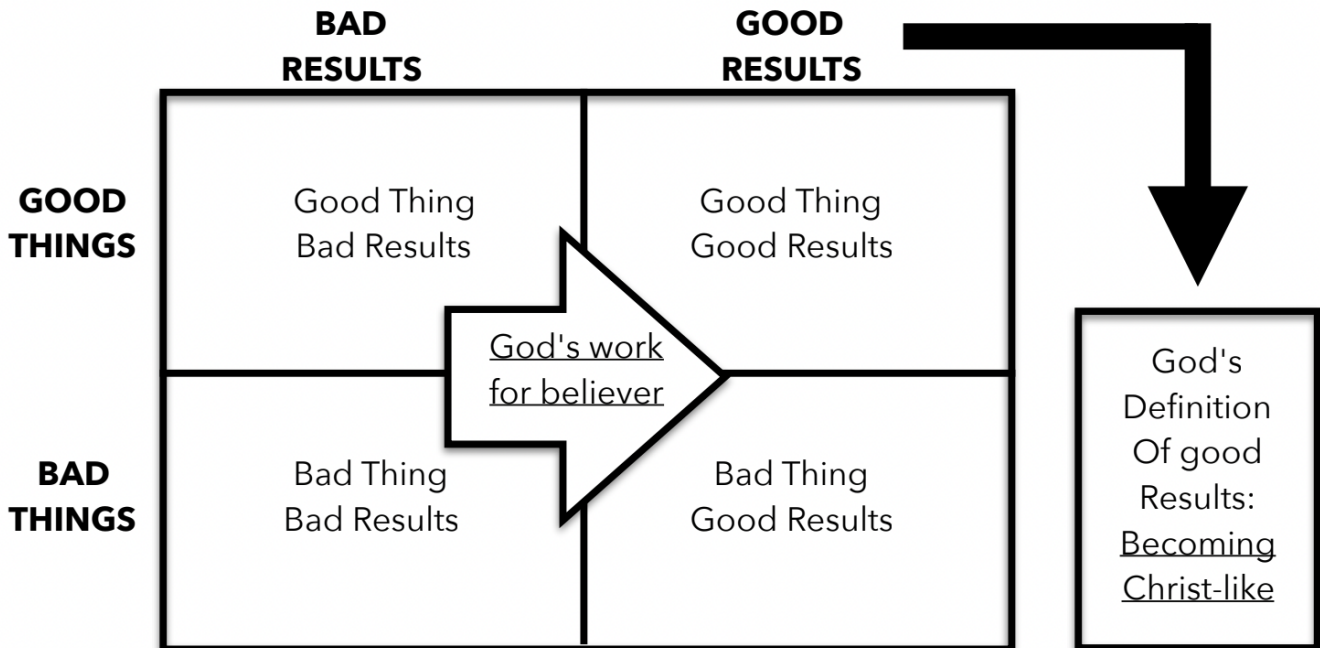 BAD
RESULTS
GOOD
RESULTS
GOOD
THINGS
Good Thing
Bad Results
Good Thing
Good Results
God's work
for believer
BAD
THINGS
Bad Thing
Bad Results
Bad Thing
Good Results
God's
Definition
Of good
Results:
Becoming
Christ-like